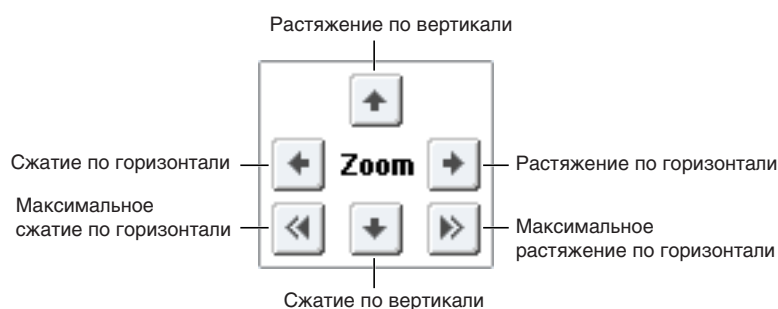 Растяжение по вертикали
Сжатие по горизонтали
Zoom
Растяжение по горизонтали
Максимальное
сжатие по горизонтали
Максимальное
растяжение по горизонтали
Сжатие по вертикали